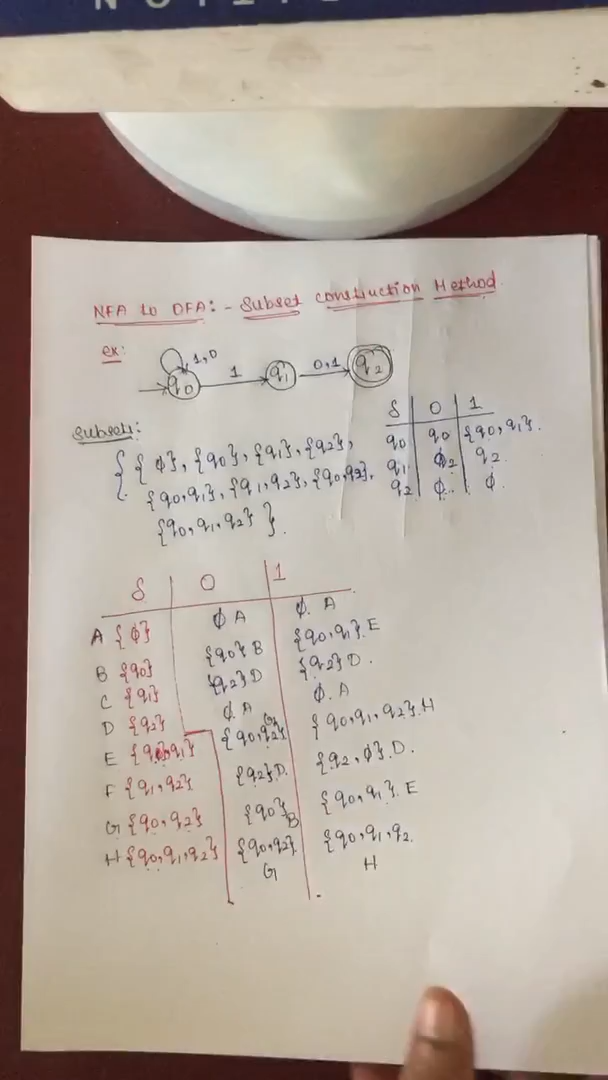 NFA to DFA:- Subset construction Method.
ex:
1,0
q0 1 q1 0,1 q2
δ 0 1
q0 q0 {q0,q1}.
q1 q2 q2
q2 ϕ. ϕ.
Subsets:
{ {ϕ}, {q0}, {q1}, {q2},
{q0,q1}, {q1,q2}, {q0,q2},
{q0,q1,q2} }.
δ 0 1
A {ϕ} ϕ A ϕ. A
B {q0} {q0} B {q0,q1} E
C {q1} {q2} D {q2} D.
D {q2} ϕ. A ϕ. A
E {q0,q1} {q0,q2} G {q0,q1,q2}. H
F {q1,q2} {q2} D. {q2,ϕ}. D.
G {q0,q2} {q0} B {q0,q1}. E
H {q0,q1,q2} {q0,q2}. G {q0,q1,q2. H